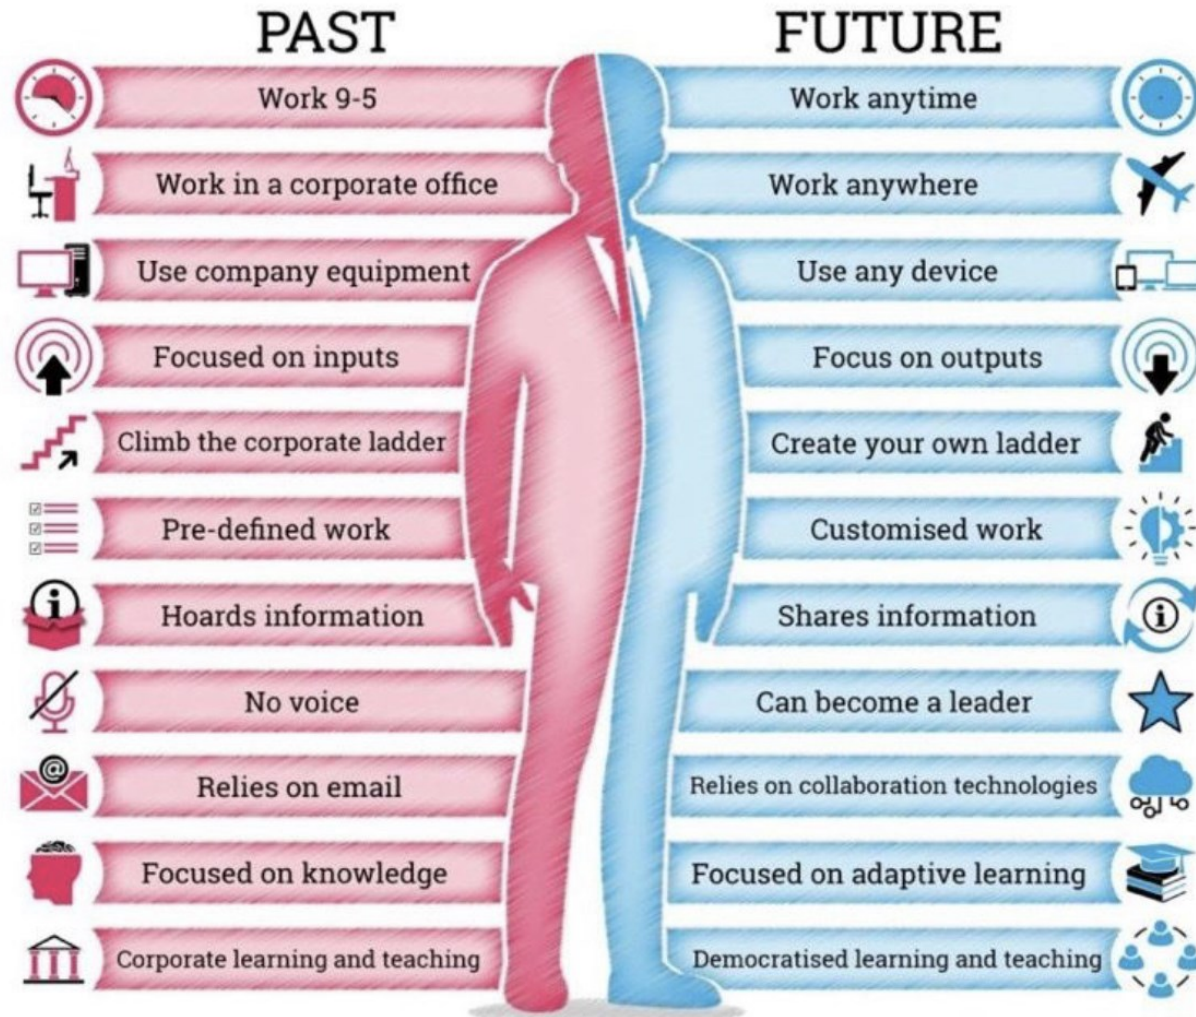 PAST
FUTURE
Work 9-5
Work anytime
Work in a corporate office
Work anywhere
Use company equipment
Use any device
Focused on inputs
Focus on outputs
Climb the corporate ladder
Create your own ladder
Pre-defined work
Customised work
Hoards information
Shares information
No voice
Can become a leader
Relies on email
Relies on collaboration technologies
Focused on knowledge
Focused on adaptive learning
Corporate learning and teaching
Democratised learning and teaching